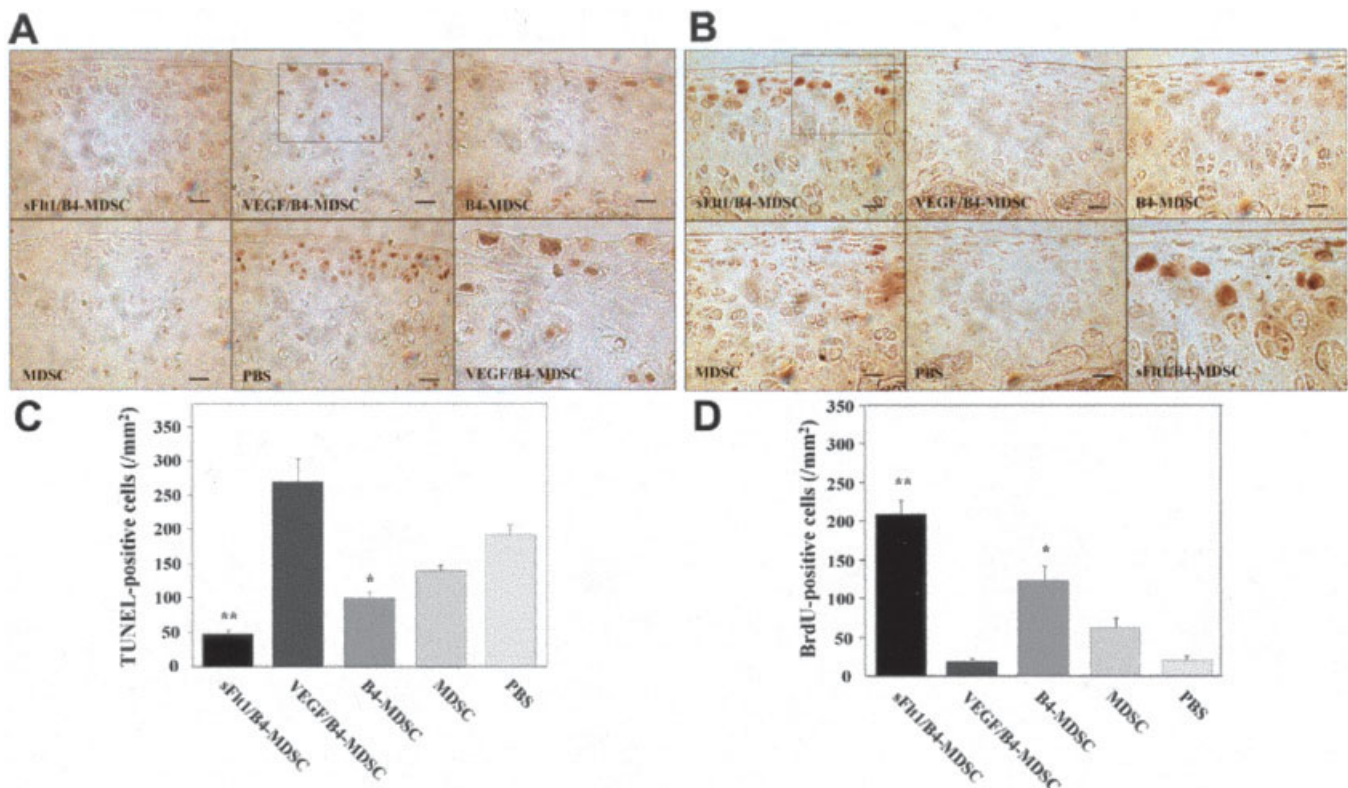 A
sFlt1/B4-MDSC
VEGF/B4-MDSC
B4-MDSC
MDSC
PBS
VEGF/B4-MDSC
B
sFlt1/B4-MDSC
VEGF/B4-MDSC
B4-MDSC
MDSC
PBS
sFlt1/B4-MDSC
C
TUNEL-positive cells (/mm²)
350
300
250
200
150
100
50
0
**
*
sFlt1/B4-MDSC
VEGF/B4-MDSC
B4-MDSC
MDSC
PBS
D
BrdU-positive cells (/mm²)
350
300
250
200
150
100
50
0
**
*
sFlt1/B4-MDSC
VEGF/B4-MDSC
B4-MDSC
MDSC
PBS